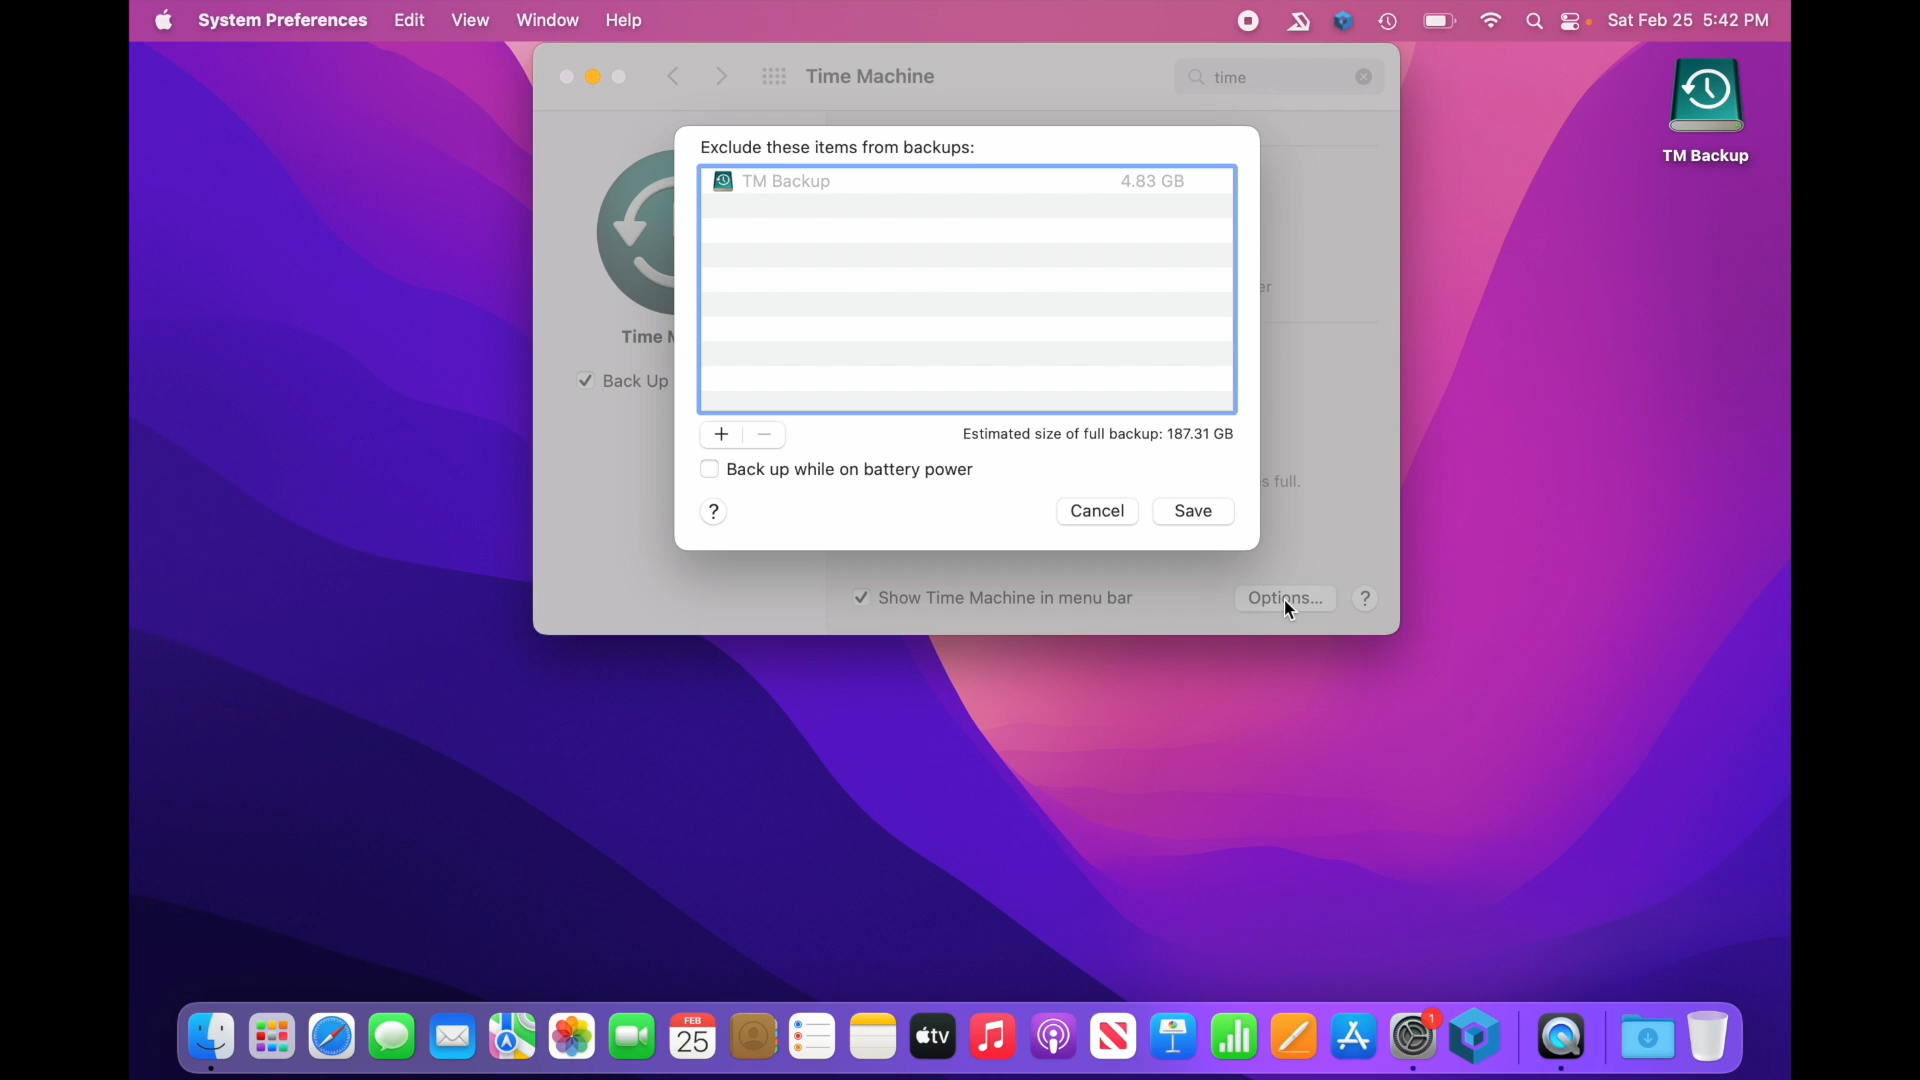 System Preferences Edit View Window Help
Sat Feb 25 5:42 PM
Time Machine
time
TM Backup
Exclude these items from backups:
TM Backup 4.83 GB
er
Time M
Back Up
+ − Estimated size of full backup: 187.31 GB
Back up while on battery power
s full.
? Cancel Save
Show Time Machine in menu bar
Options... ?
FEB
25
tv
1